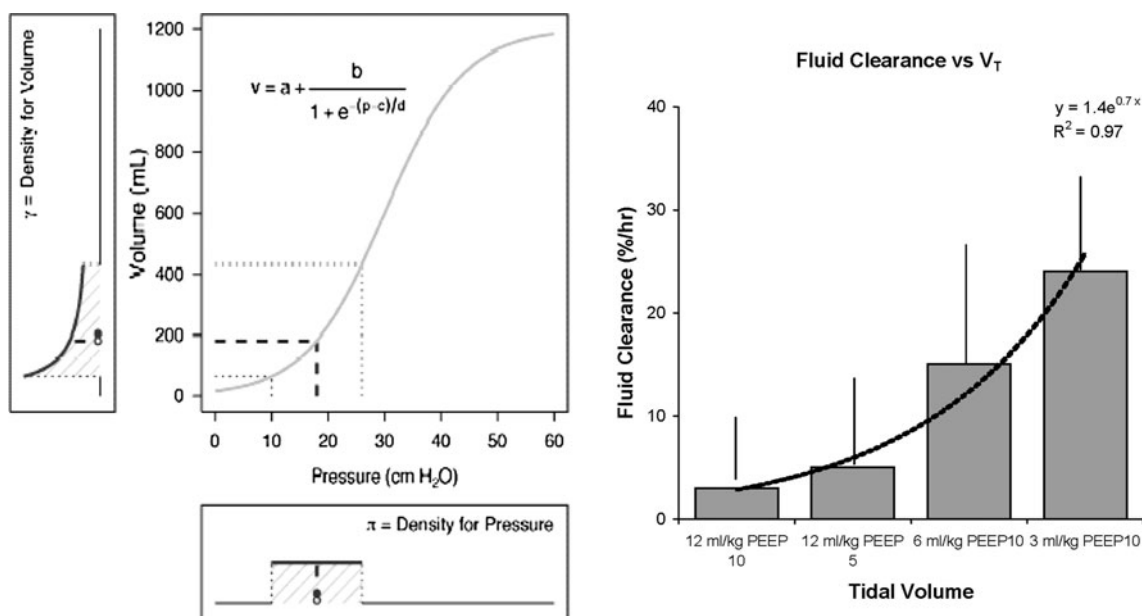 γ = Density for Volume
Volume (mL)
1200
1000
800
600
400
200
0
v = a + b / 1 + e^-(p-c)/d
0 10 20 30 40 50 60
Pressure (cm H₂O)
π = Density for Pressure
Fluid Clearance vs V_T
y = 1.4e^0.7 x
R² = 0.97
Fluid Clearance (%/hr)
40
30
20
10
0
12 ml/kg PEEP 12 ml/kg PEEP 6 ml/kg PEEP10 3 ml/kg PEEP10
10 5
Tidal Volume